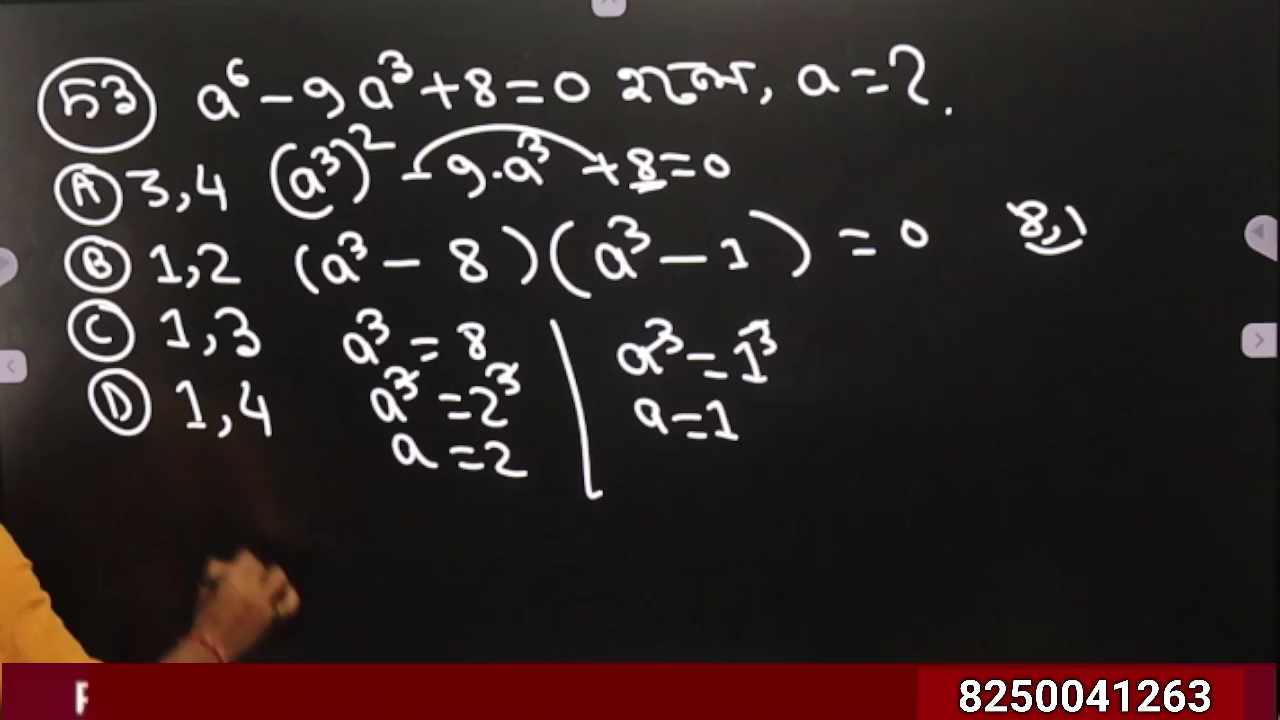 53 a⁶ - 9a³ + 8 = 0 হলে, a = ?
A 3,4 (a³)² - 9.a³ + 8 = 0
B 1,2 (a³ - 8)(a³ - 1) = 0 8,1
C 1,3 a³ = 8 a³ = 1³
D 1,4 a³ = 2³ a = 1
a = 2
8250041263